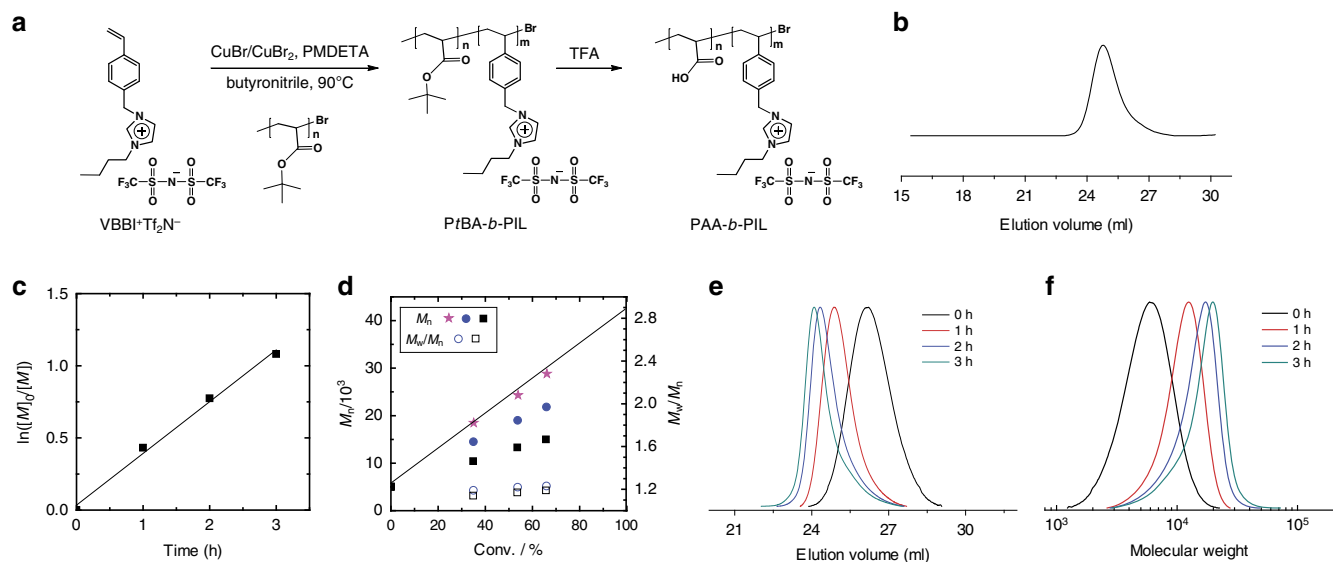 a
CuBr/CuBr₂, PMDETA
butyronitrile, 90°C
Br
n
O
O
N
+
N
O
O
F₃C
S
N
−
S
CF₃
O
O
VBBI⁺Tf₂N⁻
Br
n
m
O
O
N
+
N
O
O
F₃C
S
N
−
S
CF₃
O
O
PtBA-b-PIL
TFA
Br
n
m
HO
O
N
+
N
O
O
F₃C
S
N
−
S
CF₃
O
O
PAA-b-PIL
b
15 18 21 24 27 30
Elution volume (ml)
c
1.5
1.0
0.5
0.0
0 1 2 3
ln([M]₀/[M])
Time (h)
d
40
30
20
10
0
0 20 40 60 80 100
Mₙ/10³
Conv. / %
2.8
2.4
2.0
1.6
1.2
Mw/Mₙ
Mₙ
Mw/Mₙ
e
0 h
1 h
2 h
3 h
21 24 27 30
Elution volume (ml)
f
0 h
1 h
2 h
3 h
10³ 10⁴ 10⁵
Molecular weight